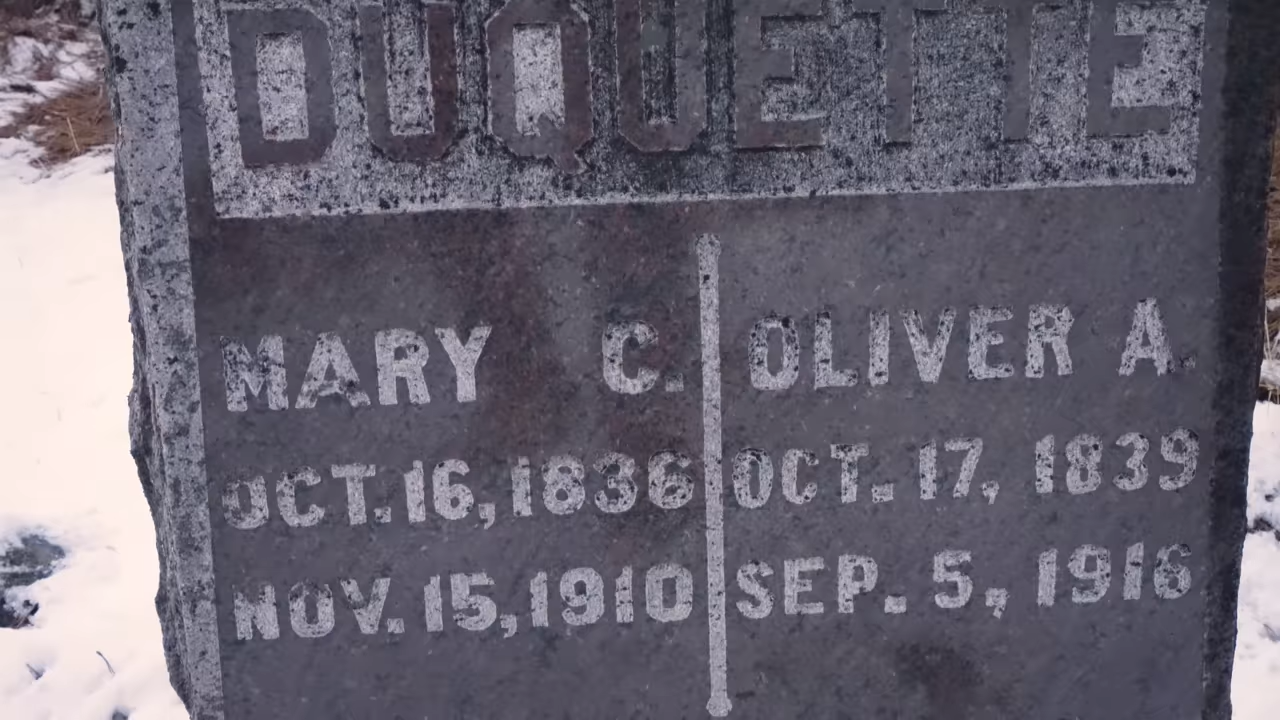 DUQUETTE
MARY C.
OCT. 16, 1836
NOV. 15, 1910
OLIVER A.
OCT. 17, 1839
SEP. 5, 1916